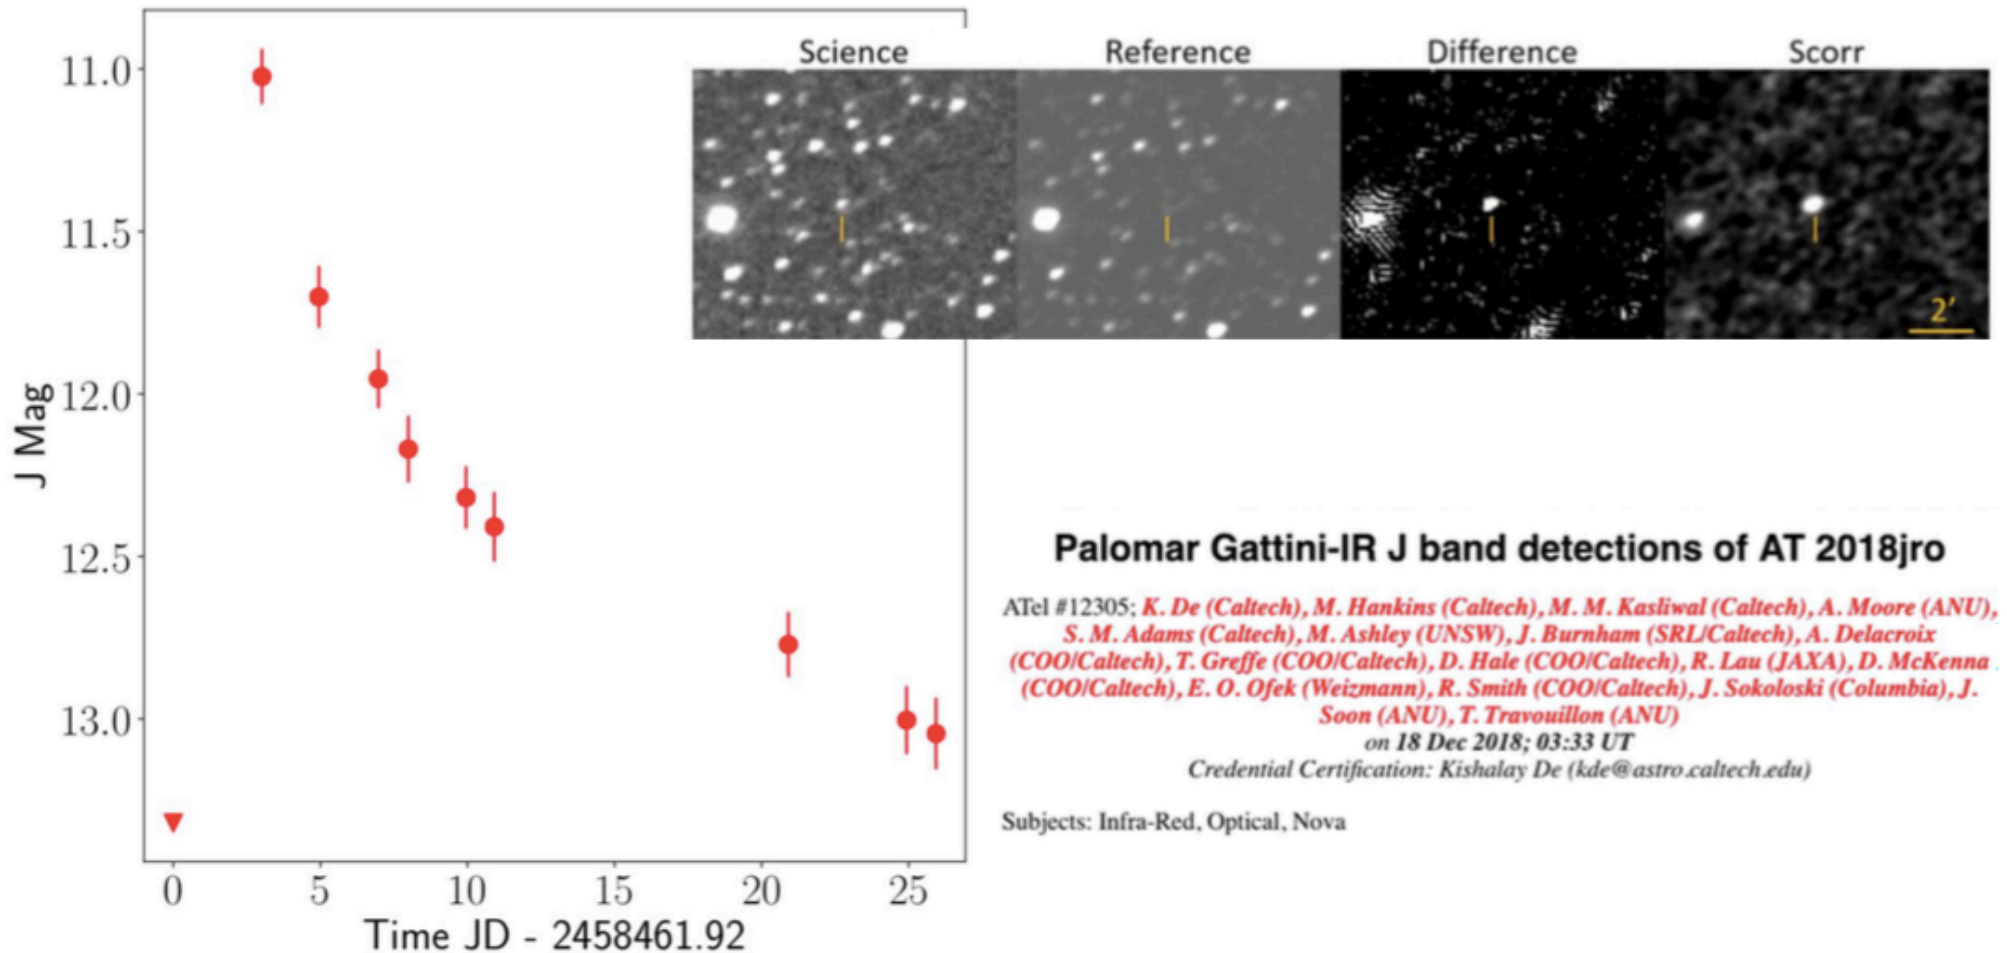 Science Reference Difference Scorr
2’
11.0
11.5
12.0
12.5
13.0
J Mag
0 5 10 15 20 25
Time JD - 2458461.92
Palomar Gattini-IR J band detections of AT 2018jro
ATel #12305; K. De (Caltech), M. Hankins (Caltech), M. M. Kasliwal (Caltech), A. Moore (ANU),
S. M. Adams (Caltech), M. Ashley (UNSW), J. Burnham (SRL/Caltech), A. Delacroix
(COO/Caltech), T. Greffe (COO/Caltech), D. Hale (COO/Caltech), R. Lau (JAXA), D. McKenna
(COO/Caltech), E. O. Ofek (Weizmann), R. Smith (COO/Caltech), J. Sokoloski (Columbia), J.
Soon (ANU), T. Travouillon (ANU)
on 18 Dec 2018; 03:33 UT
Credential Certification: Kishalay De (kde@astro.caltech.edu)
Subjects: Infra-Red, Optical, Nova